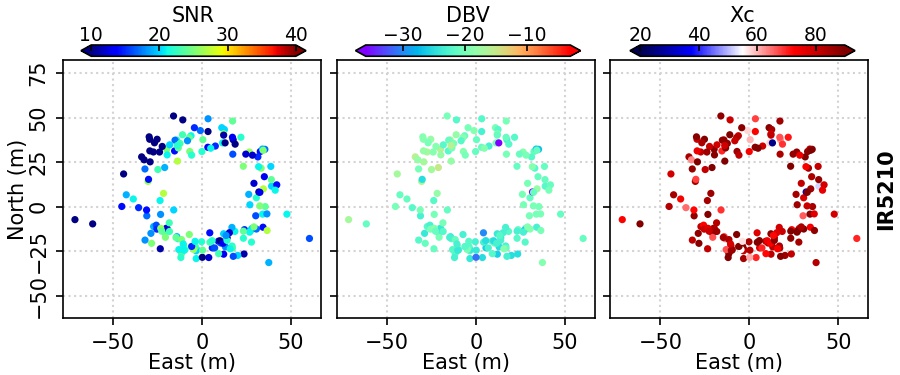 SNR
DBV
Xc
10 20 30 40
−30 −20 −10
20 40 60 80
75
50
25
0
−25
−50
North (m)
IR5210
−50 0 50
−50 0 50
−50 0 50
East (m)
East (m)
East (m)